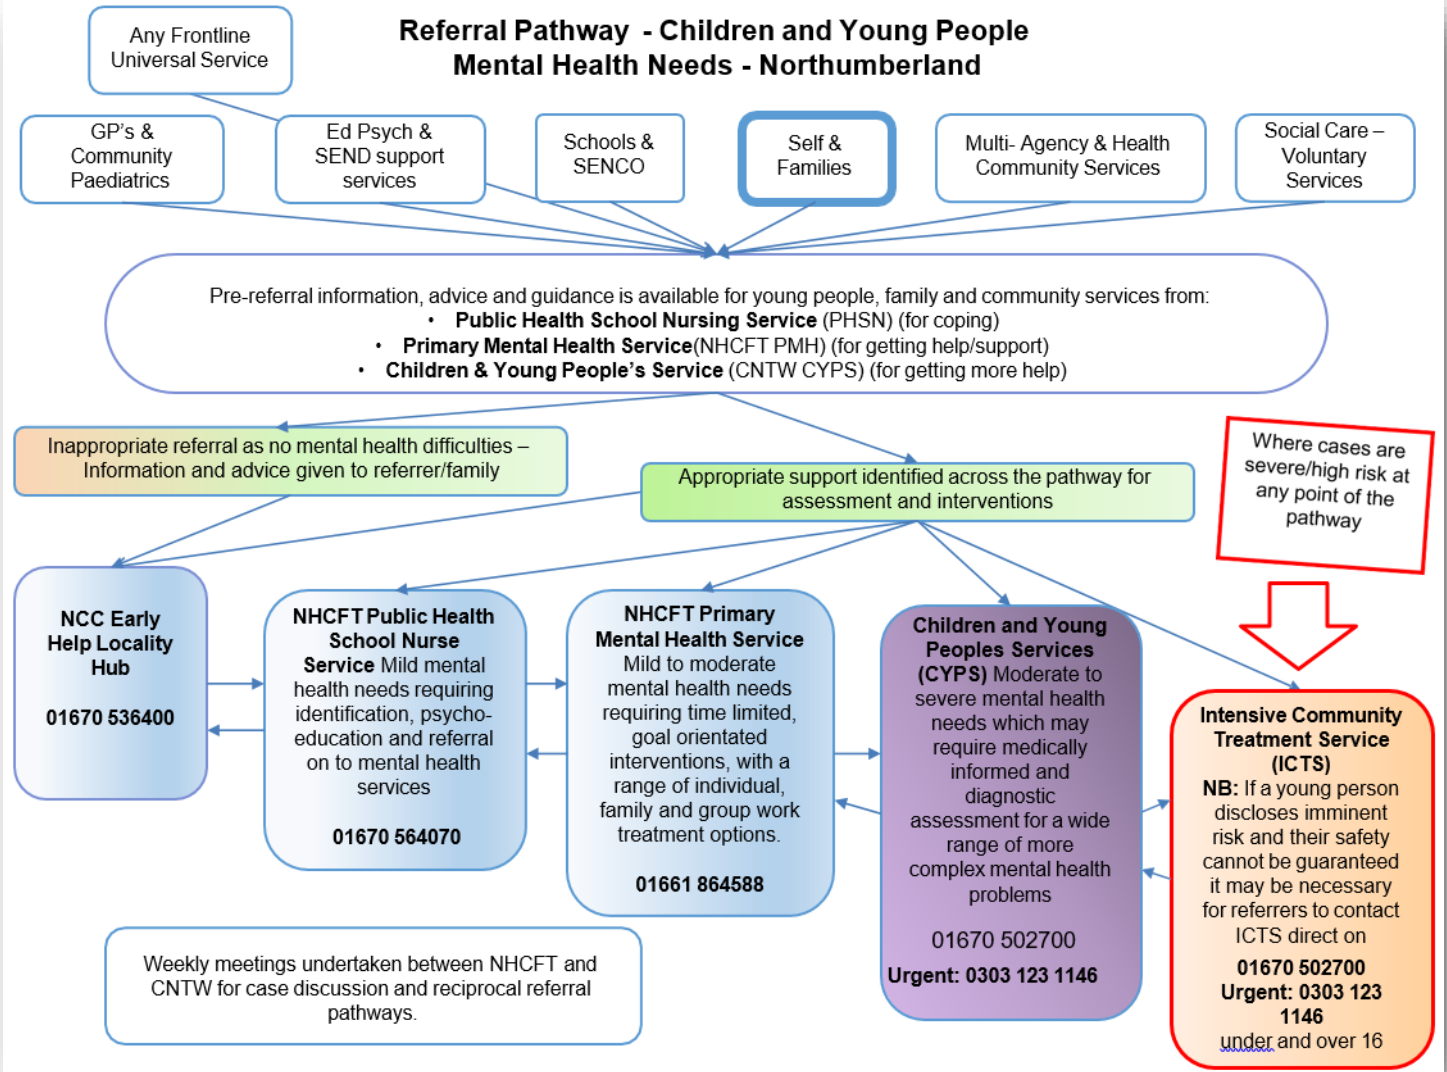 Referral Pathway - Children and Young People
Mental Health Needs - Northumberland
Any Frontline
Universal Service
GP's &
Community
Paediatrics
Ed Psych &
SEND support
services
Schools &
SENCO
Self &
Families
Multi- Agency & Health
Community Services
Social Care –
Voluntary
Services
Pre-referral information, advice and guidance is available for young people, family and community services from:
• Public Health School Nursing Service (PHSN) (for coping)
• Primary Mental Health Service(NHCFT PMH) (for getting help/support)
• Children & Young People's Service (CNTW CYPS) (for getting more help)
Inappropriate referral as no mental health difficulties –
Information and advice given to referrer/family
Appropriate support identified across the pathway for
assessment and interventions
Where cases are
severe/high risk at
any point of the
pathway
NCC Early
Help Locality
Hub
01670 536400
NHCFT Public Health
School Nurse
Service Mild mental
health needs requiring
identification, psycho-
education and referral
on to mental health
services
01670 564070
NHCFT Primary
Mental Health Service
Mild to moderate
mental health needs
requiring time limited,
goal orientated
interventions, with a
range of individual,
family and group work
treatment options.
01661 864588
Children and Young
Peoples Services
(CYPS) Moderate to
severe mental health
needs which may
require medically
informed and
diagnostic
assessment for a wide
range of more
complex mental health
problems
01670 502700
Urgent: 0303 123 1146
Intensive Community
Treatment Service
(ICTS)
NB: If a young person
discloses imminent
risk and their safety
cannot be guaranteed
it may be necessary
for referrers to contact
ICTS direct on
01670 502700
Urgent: 0303 123
1146
under and over 16
Weekly meetings undertaken between NHCFT and
CNTW for case discussion and reciprocal referral
pathways.